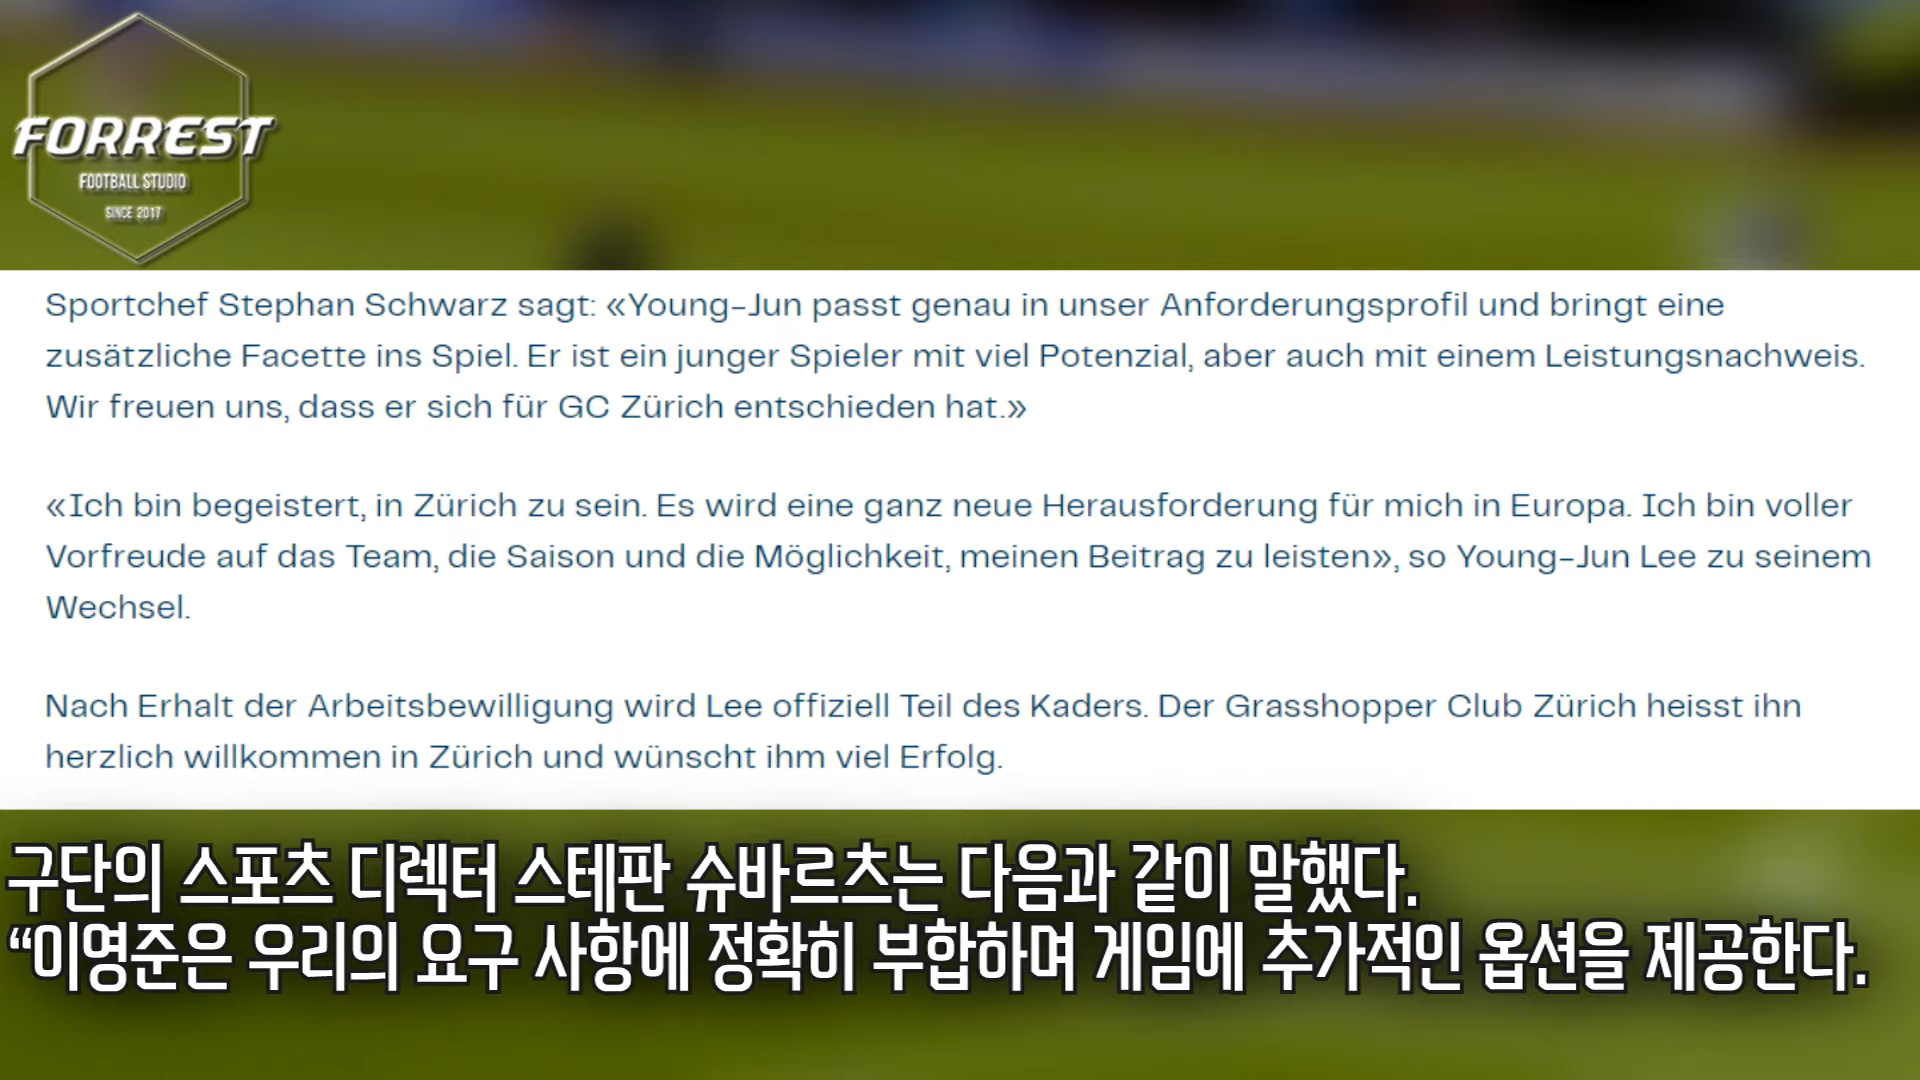 FORREST
FOOTBALL STUDIO
SINCE 2017
Sportchef Stephan Schwarz sagt: «Young-Jun passt genau in unser Anforderungsprofil und bringt eine
zusätzliche Facette ins Spiel. Er ist ein junger Spieler mit viel Potenzial, aber auch mit einem Leistungsnachweis.
Wir freuen uns, dass er sich für GC Zürich entschieden hat.»
«Ich bin begeistert, in Zürich zu sein. Es wird eine ganz neue Herausforderung für mich in Europa. Ich bin voller
Vorfreude auf das Team, die Saison und die Möglichkeit, meinen Beitrag zu leisten», so Young-Jun Lee zu seinem
Wechsel.
Nach Erhalt der Arbeitsbewilligung wird Lee offiziell Teil des Kaders. Der Grasshopper Club Zürich heisst ihn
herzlich willkommen in Zürich und wünscht ihm viel Erfolg.
구단의 스포츠 디렉터 스테판 슈바르츠는 다음과 같이 말했다.
“이영준은 우리의 요구 사항에 정확히 부합하며 게임에 추가적인 옵션을 제공한다.